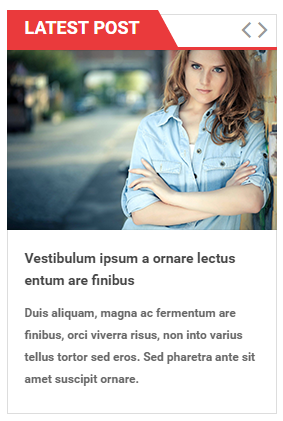 LATEST POST
Vestibulum ipsum a ornare lectus
entum are finibus
Duis aliquam, magna ac fermentum are
finibus, orci viverra risus, non into varius
tellus tortor sed eros. Sed pharetra ante sit
amet suscipit ornare.